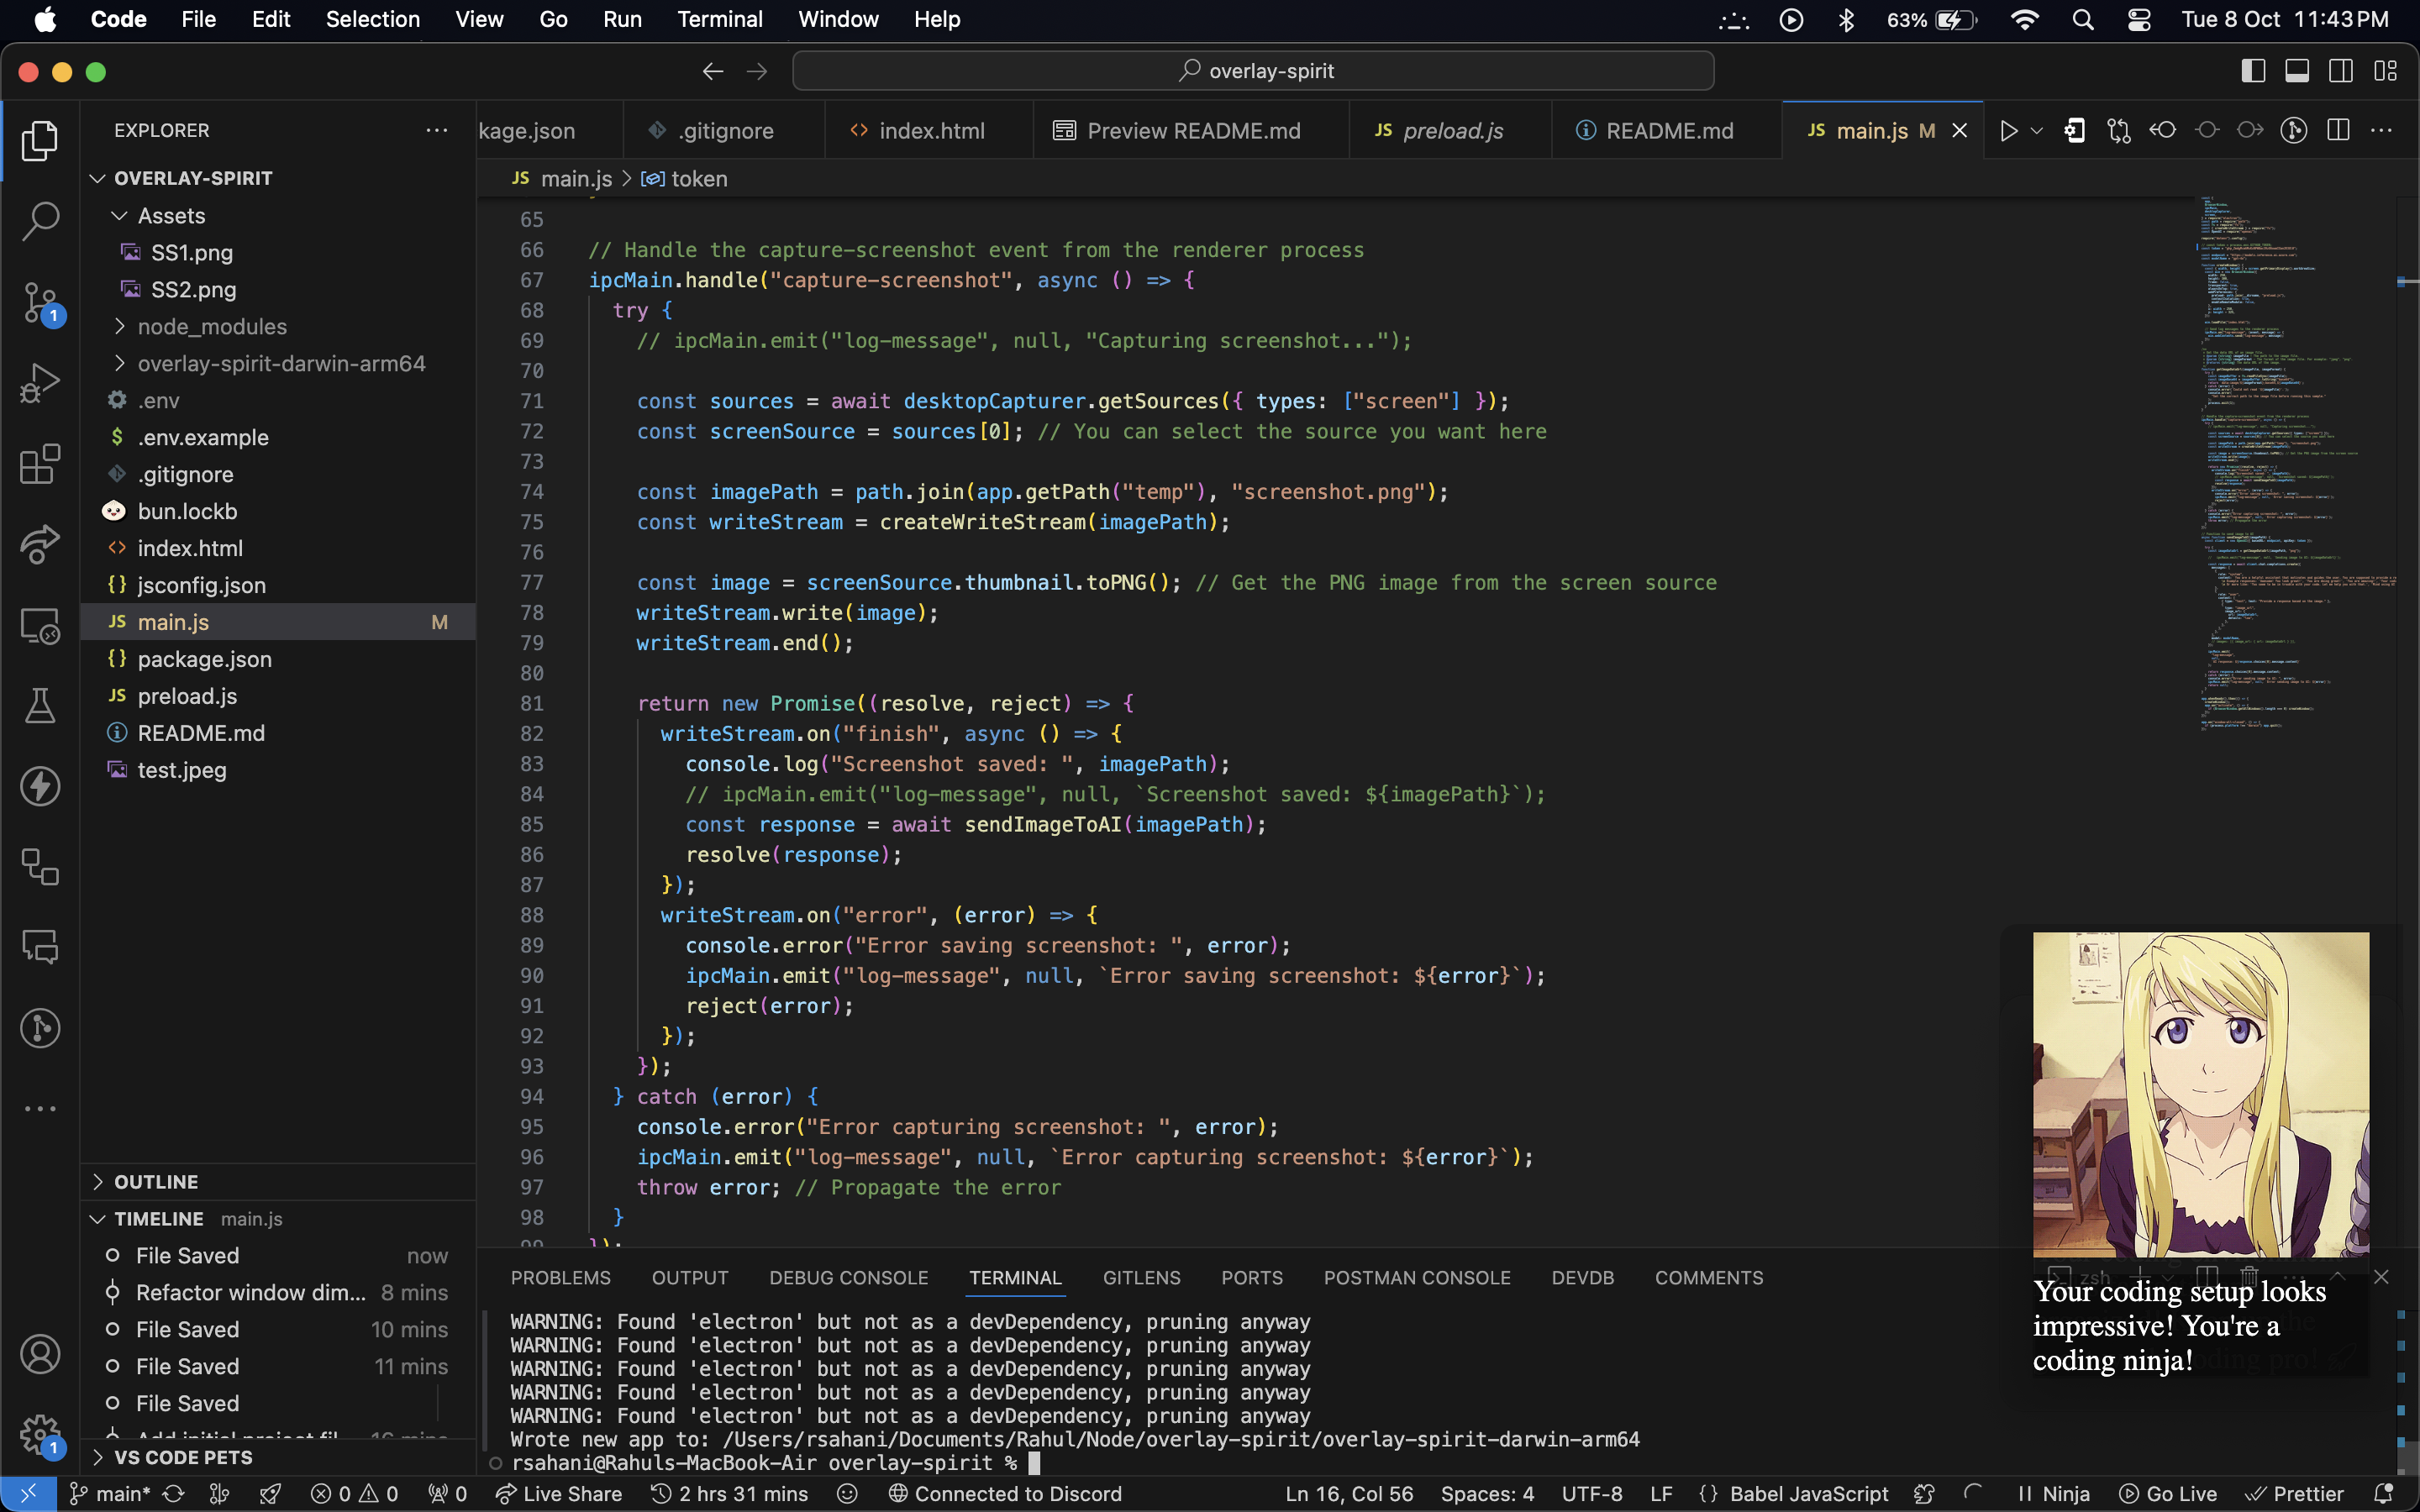 Code File Edit Selection View Go Run Terminal Window Help 63% Tue 8 Oct 11:43 PM
overlay-spirit
EXPLORER
kage.json .gitignore index.html Preview README.md JS preload.js README.md JS main.js M
JS main.js > token
OVERLAY-SPIRIT
Assets
SS1.png
SS2.png
node_modules
overlay-spirit-darwin-arm64
.env
$ .env.example
.gitignore
bun.lockb
index.html
{} jsconfig.json
JS main.js M
{} package.json
JS preload.js
README.md
test.jpeg
OUTLINE
TIMELINE main.js
File Saved now
Refactor window dim... 8 mins
File Saved 10 mins
File Saved 11 mins
File Saved
VS CODE PETS
1
1
65
66 // Handle the capture-screenshot event from the renderer process
67 ipcMain.handle("capture-screenshot", async () => {
68 try {
69 // ipcMain.emit("log-message", null, "Capturing screenshot...");
70
71 const sources = await desktopCapturer.getSources({ types: ["screen"] });
72 const screenSource = sources[0]; // You can select the source you want here
73
74 const imagePath = path.join(app.getPath("temp"), "screenshot.png");
75 const writeStream = createWriteStream(imagePath);
76
77 const image = screenSource.thumbnail.toPNG(); // Get the PNG image from the screen source
78 writeStream.write(image);
79 writeStream.end();
80
81 return new Promise((resolve, reject) => {
82 writeStream.on("finish", async () => {
83 console.log("Screenshot saved: ", imagePath);
84 // ipcMain.emit("log-message", null, `Screenshot saved: ${imagePath}`);
85 const response = await sendImageToAI(imagePath);
86 resolve(response);
87 });
88 writeStream.on("error", (error) => {
89 console.error("Error saving screenshot: ", error);
90 ipcMain.emit("log-message", null, `Error saving screenshot: ${error}`);
91 reject(error);
92 });
93 });
94 } catch (error) {
95 console.error("Error capturing screenshot: ", error);
96 ipcMain.emit("log-message", null, `Error capturing screenshot: ${error}`);
97 throw error; // Propagate the error
98 }
99 });
PROBLEMS OUTPUT DEBUG CONSOLE TERMINAL GITLENS PORTS POSTMAN CONSOLE DEVDB COMMENTS zsh
WARNING: Found 'electron' but not as a devDependency, pruning anyway
WARNING: Found 'electron' but not as a devDependency, pruning anyway
WARNING: Found 'electron' but not as a devDependency, pruning anyway
WARNING: Found 'electron' but not as a devDependency, pruning anyway
WARNING: Found 'electron' but not as a devDependency, pruning anyway
Wrote new app to: /Users/rsahani/Documents/Rahul/Node/overlay-spirit/overlay-spirit-darwin-arm64
rsahani@Rahuls-MacBook-Air overlay-spirit %
Your coding setup looks
impressive! You're a
coding ninja!
main* 0 0 0 Live Share 2 hrs 31 mins Connected to Discord Ln 16, Col 56 Spaces: 4 UTF-8 LF {} Babel JavaScript Ninja Go Live Prettier